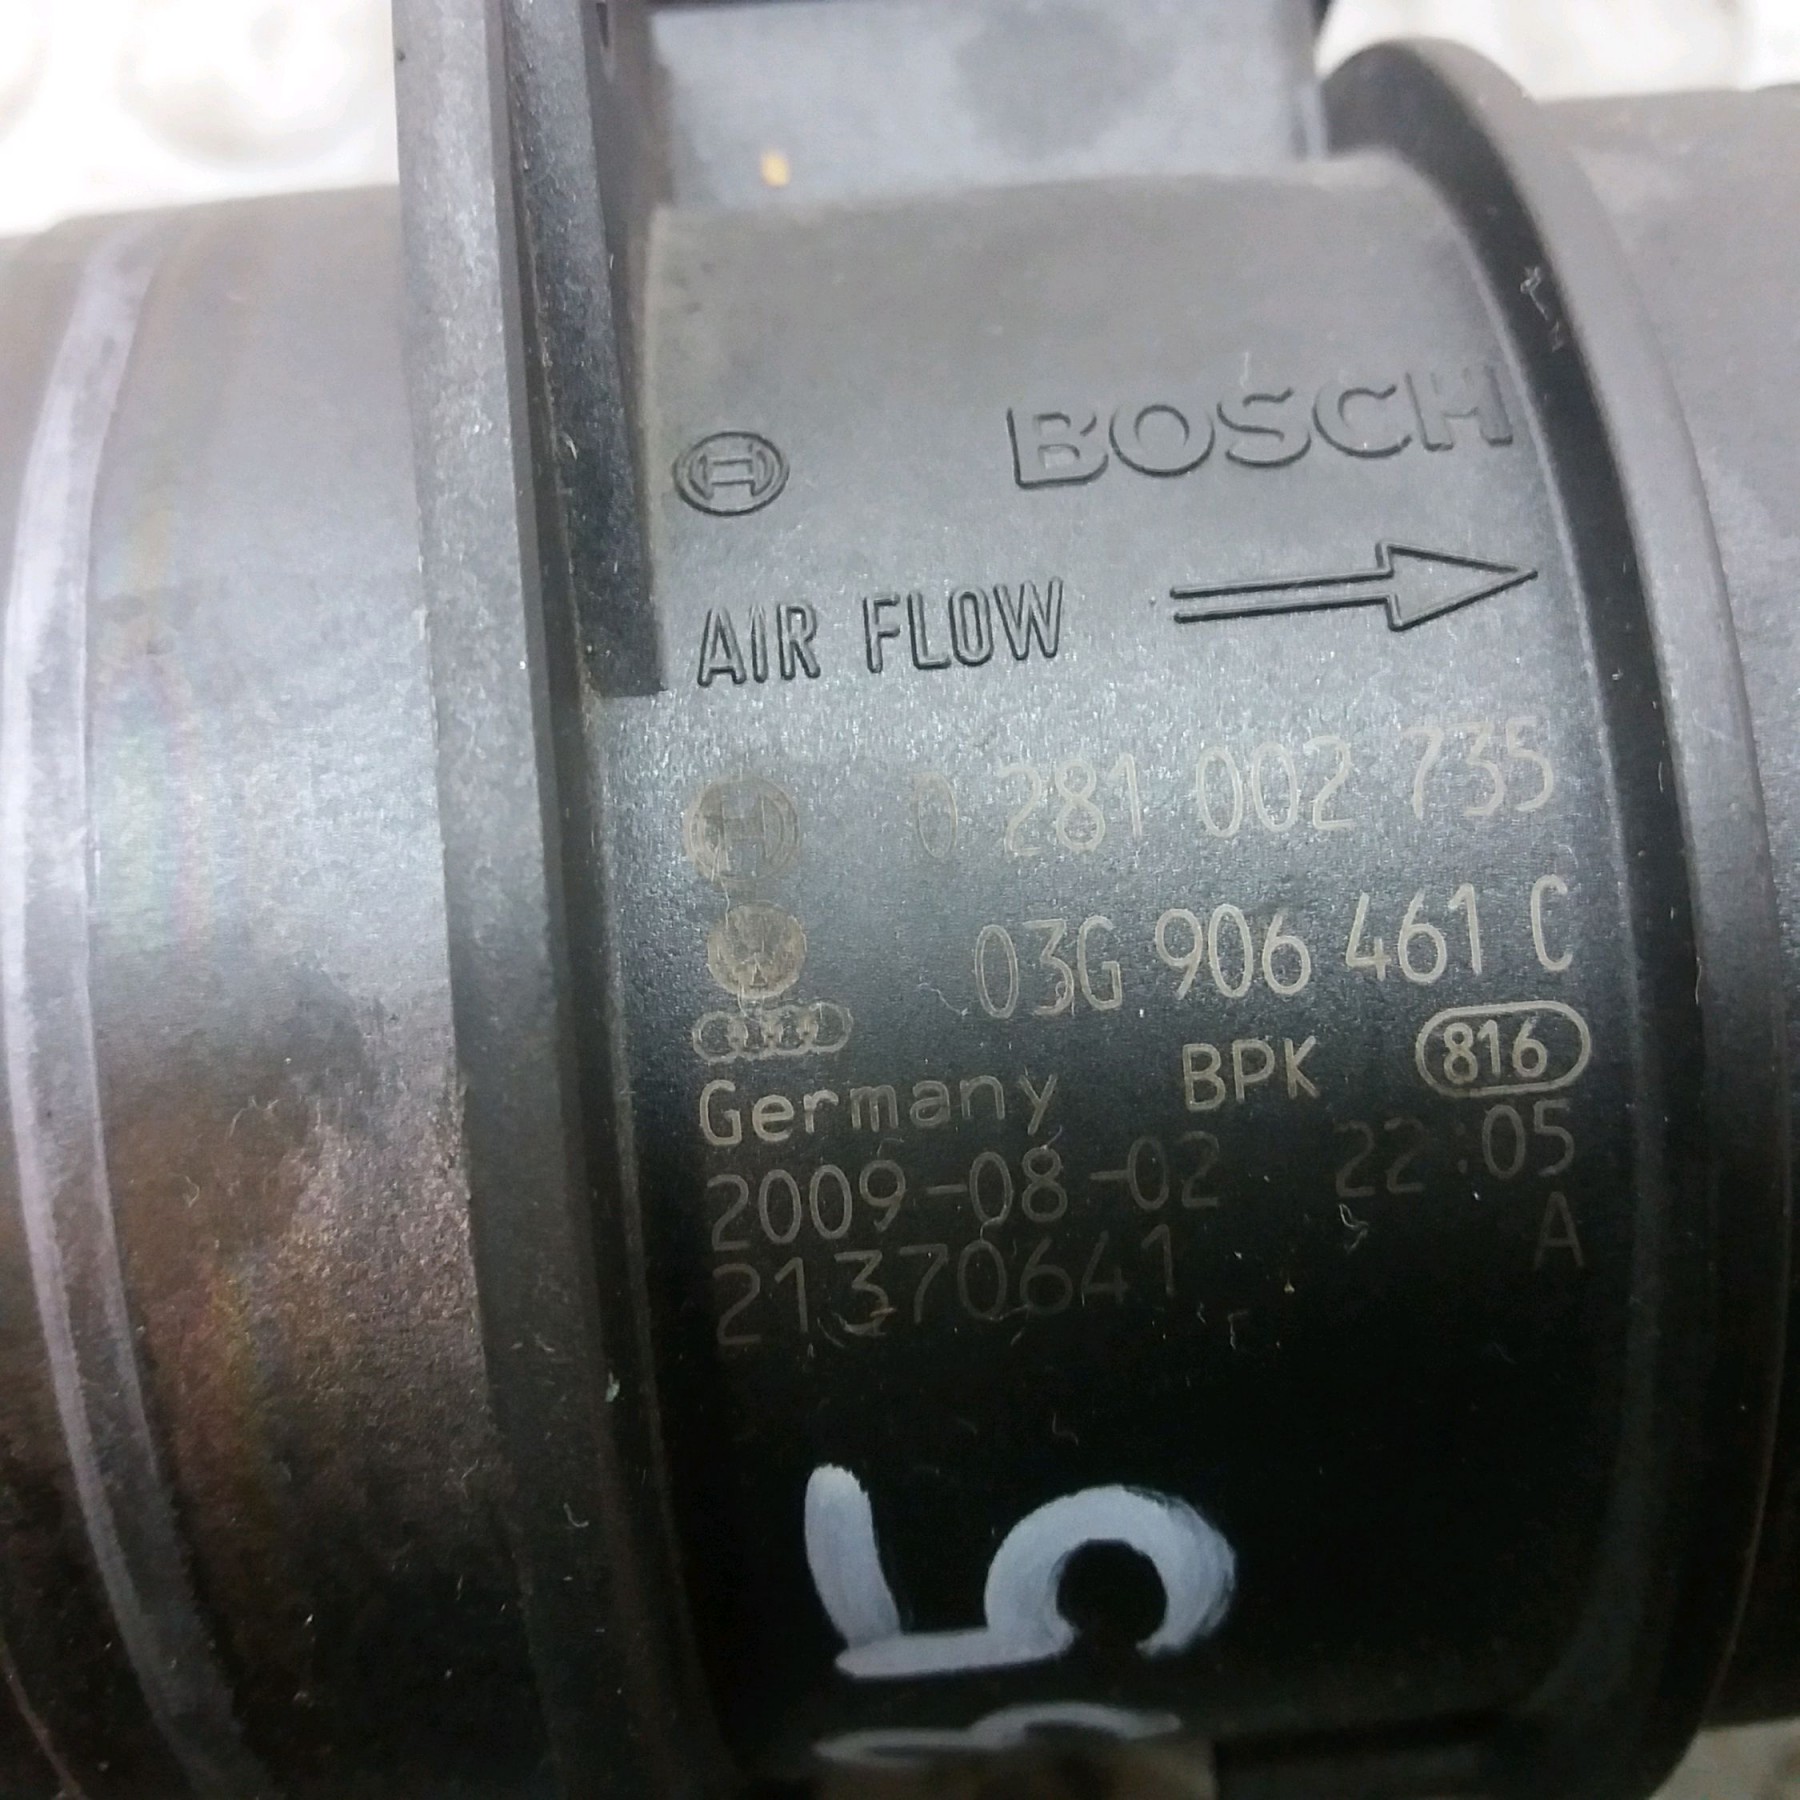 BOSCH
AIR FLOW
0 281 002 735
03G 906 461 C
Germany BPK 816
2009-08-02 22:05
21370641 A